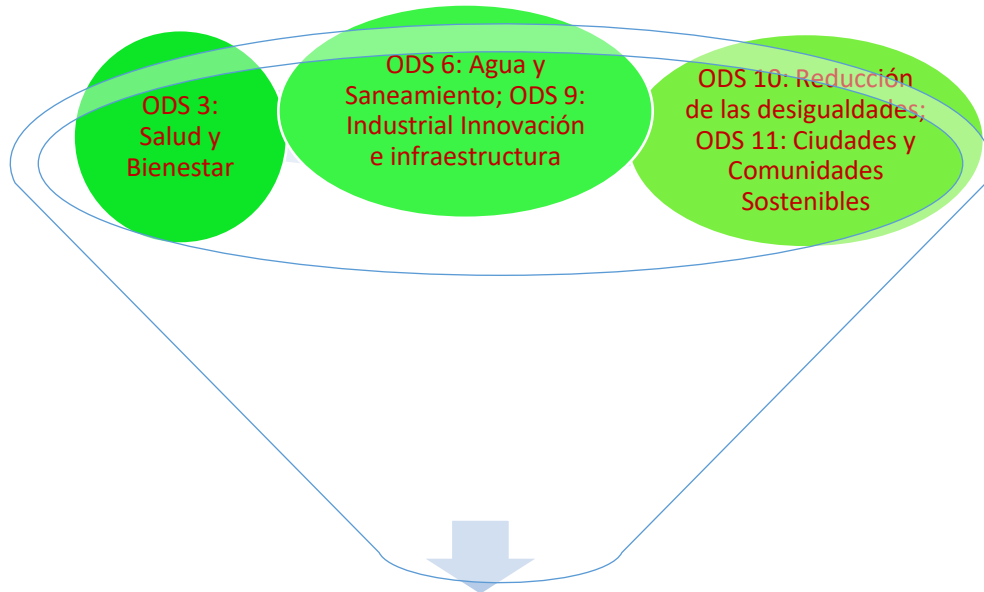 ODS 3:
Salud y
Bienestar
ODS 6: Agua y
Saneamiento; ODS 9:
Industrial Innovación
e infraestructura
ODS 10: Reducción
de las desigualdades;
ODS 11: Ciudades y
Comunidades
Sostenibles